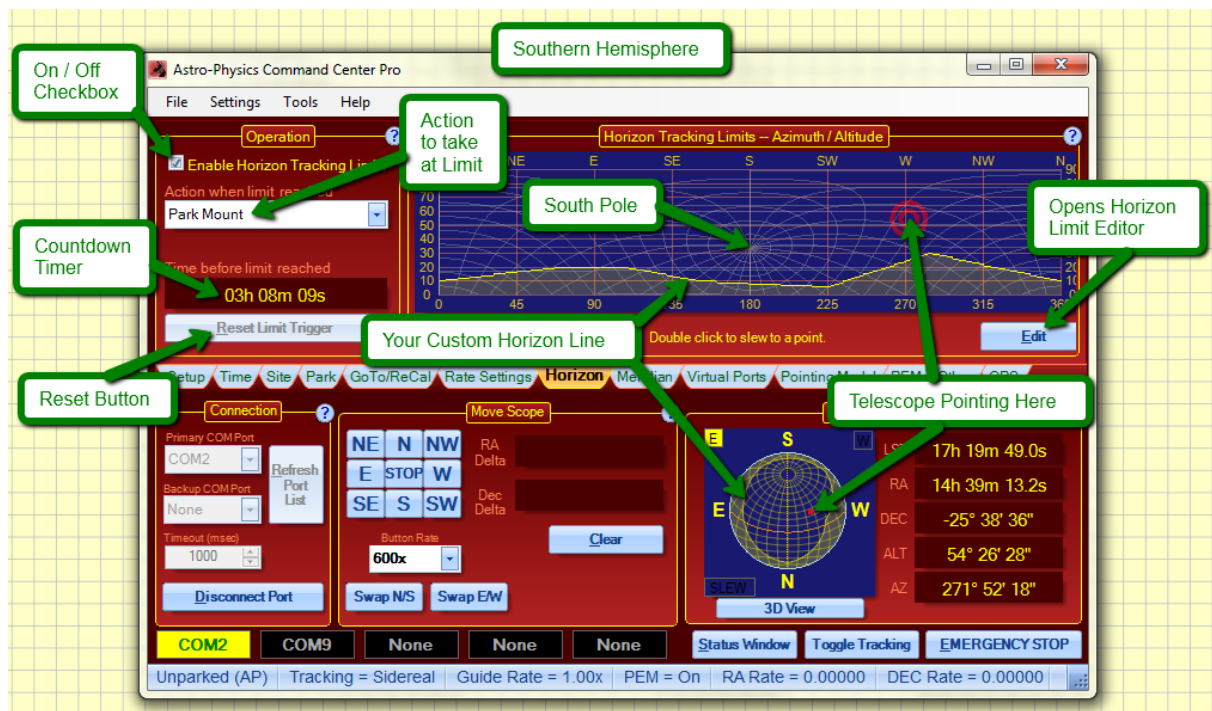 Southern Hemisphere
On / Off
Checkbox
Astro-Physics Command Center Pro
File Settings Tools Help
Action
to take
at Limit
Operation
?
Enable Horizon Tracking
Action when limit reached
Park Mount
Countdown
Timer
Time before limit reached
03h 08m 09s
Reset Limit Trigger
Reset Button
Horizon Tracking Limits -- Azimuth / Altitude
?
NE E SE S SW W NW N
90
70
60
50
40
30
20
10
0
20
10
0
0 45 90 180 225 270 315
South Pole
Opens Horizon
Limit Editor
Your Custom Horizon Line
Double click to slew to a point.
Edit
Setup Time Site Park GoTo/ReCal Rate Settings Horizon Meridian Virtual Ports
Telescope Pointing Here
Connection
?
Primary COM Port
COM2
Backup COM Port
None
Timeout (msec)
1000
Refresh
Port
List
Disconnect Port
Move Scope
NE N NW
E STOP W
SE S SW
RA
Delta
Dec
Delta
Button Rate
600x
Clear
Swap N/S Swap E/W
E S W
E W
N
SLEW
3D View
LST 17h 19m 49.0s
RA 14h 39m 13.2s
DEC -25° 38' 36"
ALT 54° 26' 28"
AZ 271° 52' 18"
COM2 COM9 None None None
Status Window Toggle Tracking EMERGENCY STOP
Unparked (AP) Tracking = Sidereal Guide Rate = 1.00x PEM = On RA Rate = 0.00000 DEC Rate = 0.00000